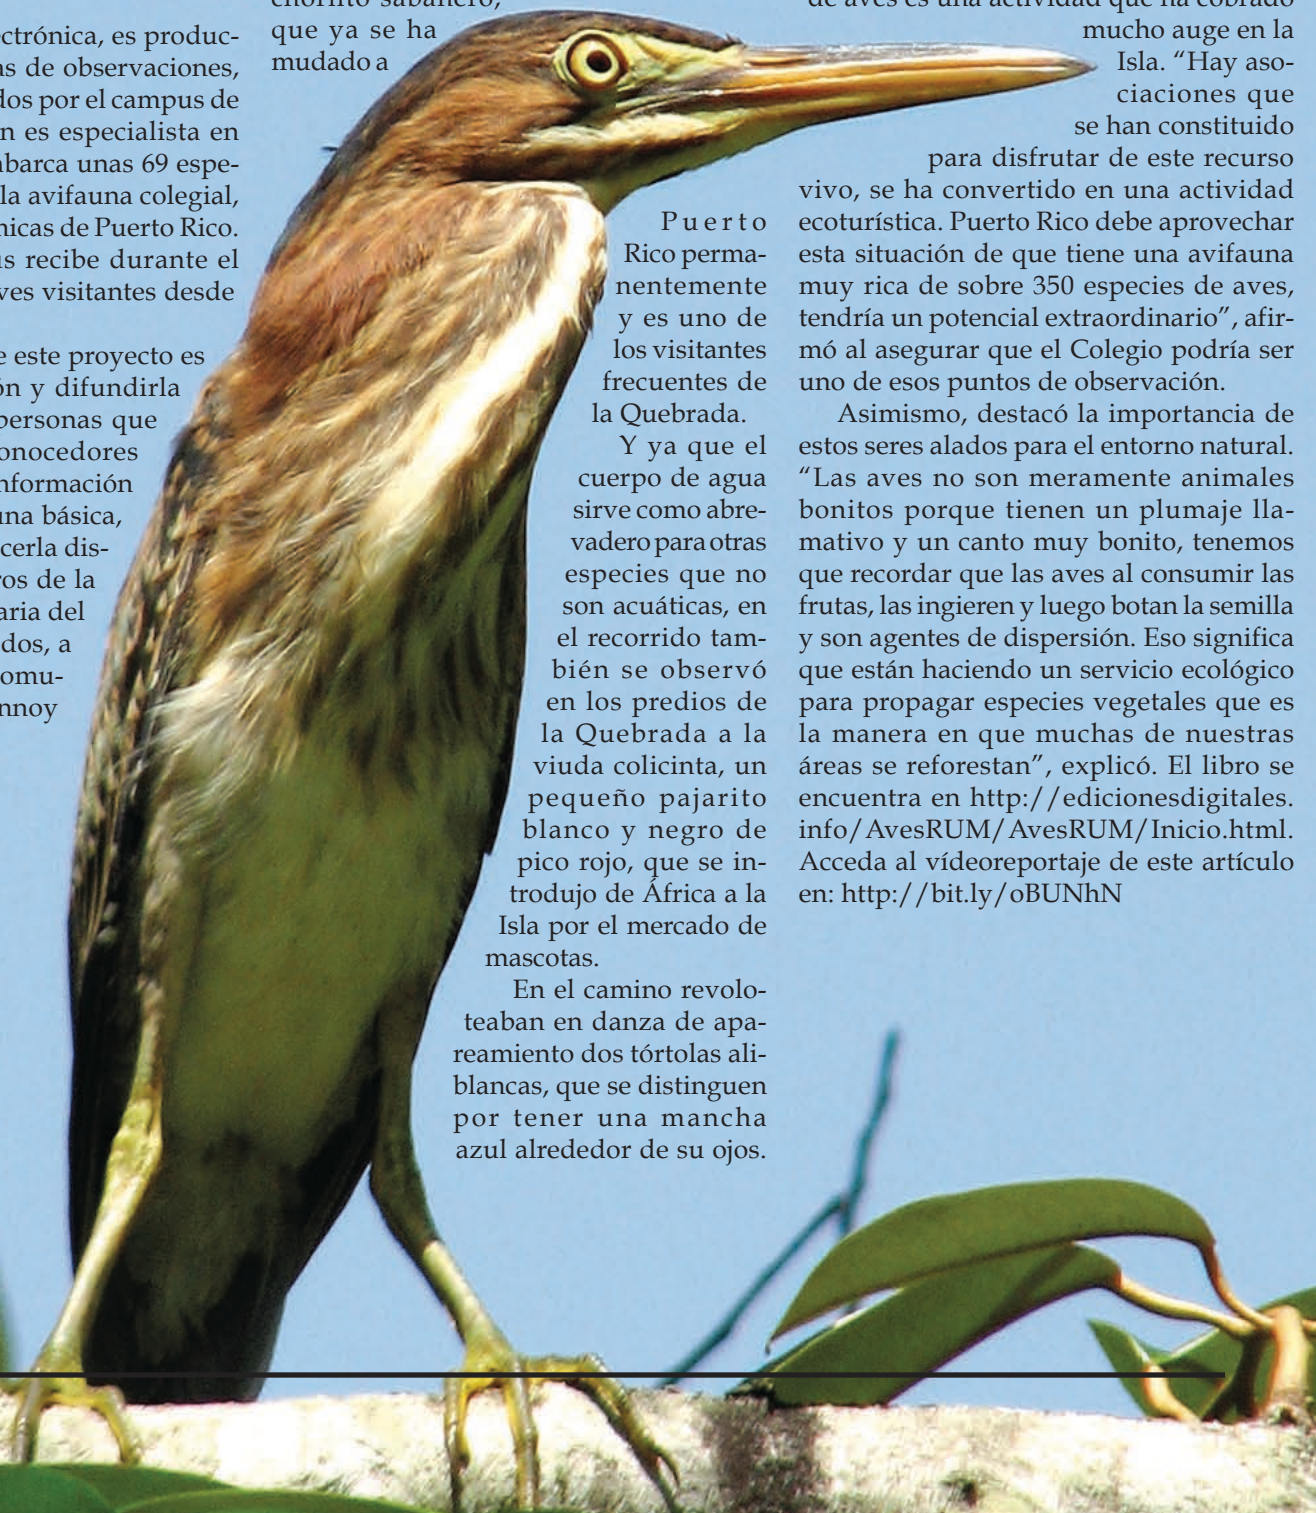 ctrónica, es produc-
as de observaciones,
dos por el campus de
n es especialista en
abarca unas 69 espe-
la avifauna colegial,
nicas de Puerto Rico.
us recibe durante el
ves visitantes desde
e este proyecto es
ón y difundirla
personas que
onocedores
nformación
una básica,
cerla dis-
ros de la
aria del
dos, a
omu-
nnoy
chorlito sabanero,
que ya se ha
mudado a
Puerto
Rico perma-
nentemente
y es uno de
los visitantes
frecuentes de
la Quebrada.
Y ya que el
cuerpo de agua
sirve como abre-
vadero para otras
especies que no
son acuáticas, en
el recorrido tam-
bién se observó
en los predios de
la Quebrada a la
viuda colicinta, un
pequeño pajarito
blanco y negro de
pico rojo, que se in-
trodujo de África a la
Isla por el mercado de
mascotas.
En el camino revolo-
teaban en danza de apa-
reamiento dos tórtolas ali-
blancas, que se distinguen
por tener una mancha
azul alrededor de su ojos.
de aves es una actividad que ha cobrado
mucho auge en la
Isla. “Hay aso-
ciaciones que
se han constituido
para disfrutar de este recurso
vivo, se ha convertido en una actividad
ecoturística. Puerto Rico debe aprovechar
esta situación de que tiene una avifauna
muy rica de sobre 350 especies de aves,
tendría un potencial extraordinario”, afir-
mó al asegurar que el Colegio podría ser
uno de esos puntos de observación.
Asimismo, destacó la importancia de
estos seres alados para el entorno natural.
“Las aves no son meramente animales
bonitos porque tienen un plumaje lla-
mativo y un canto muy bonito, tenemos
que recordar que las aves al consumir las
frutas, las ingieren y luego botan la semilla
y son agentes de dispersión. Eso significa
que están haciendo un servicio ecológico
para propagar especies vegetales que es
la manera en que muchas de nuestras
áreas se reforestan”, explicó. El libro se
encuentra en http://edicionesdigitales.
info/AvesRUM/AvesRUM/Inicio.html.
Acceda al vídeoreportaje de este artículo
en: http://bit.ly/oBUNhN